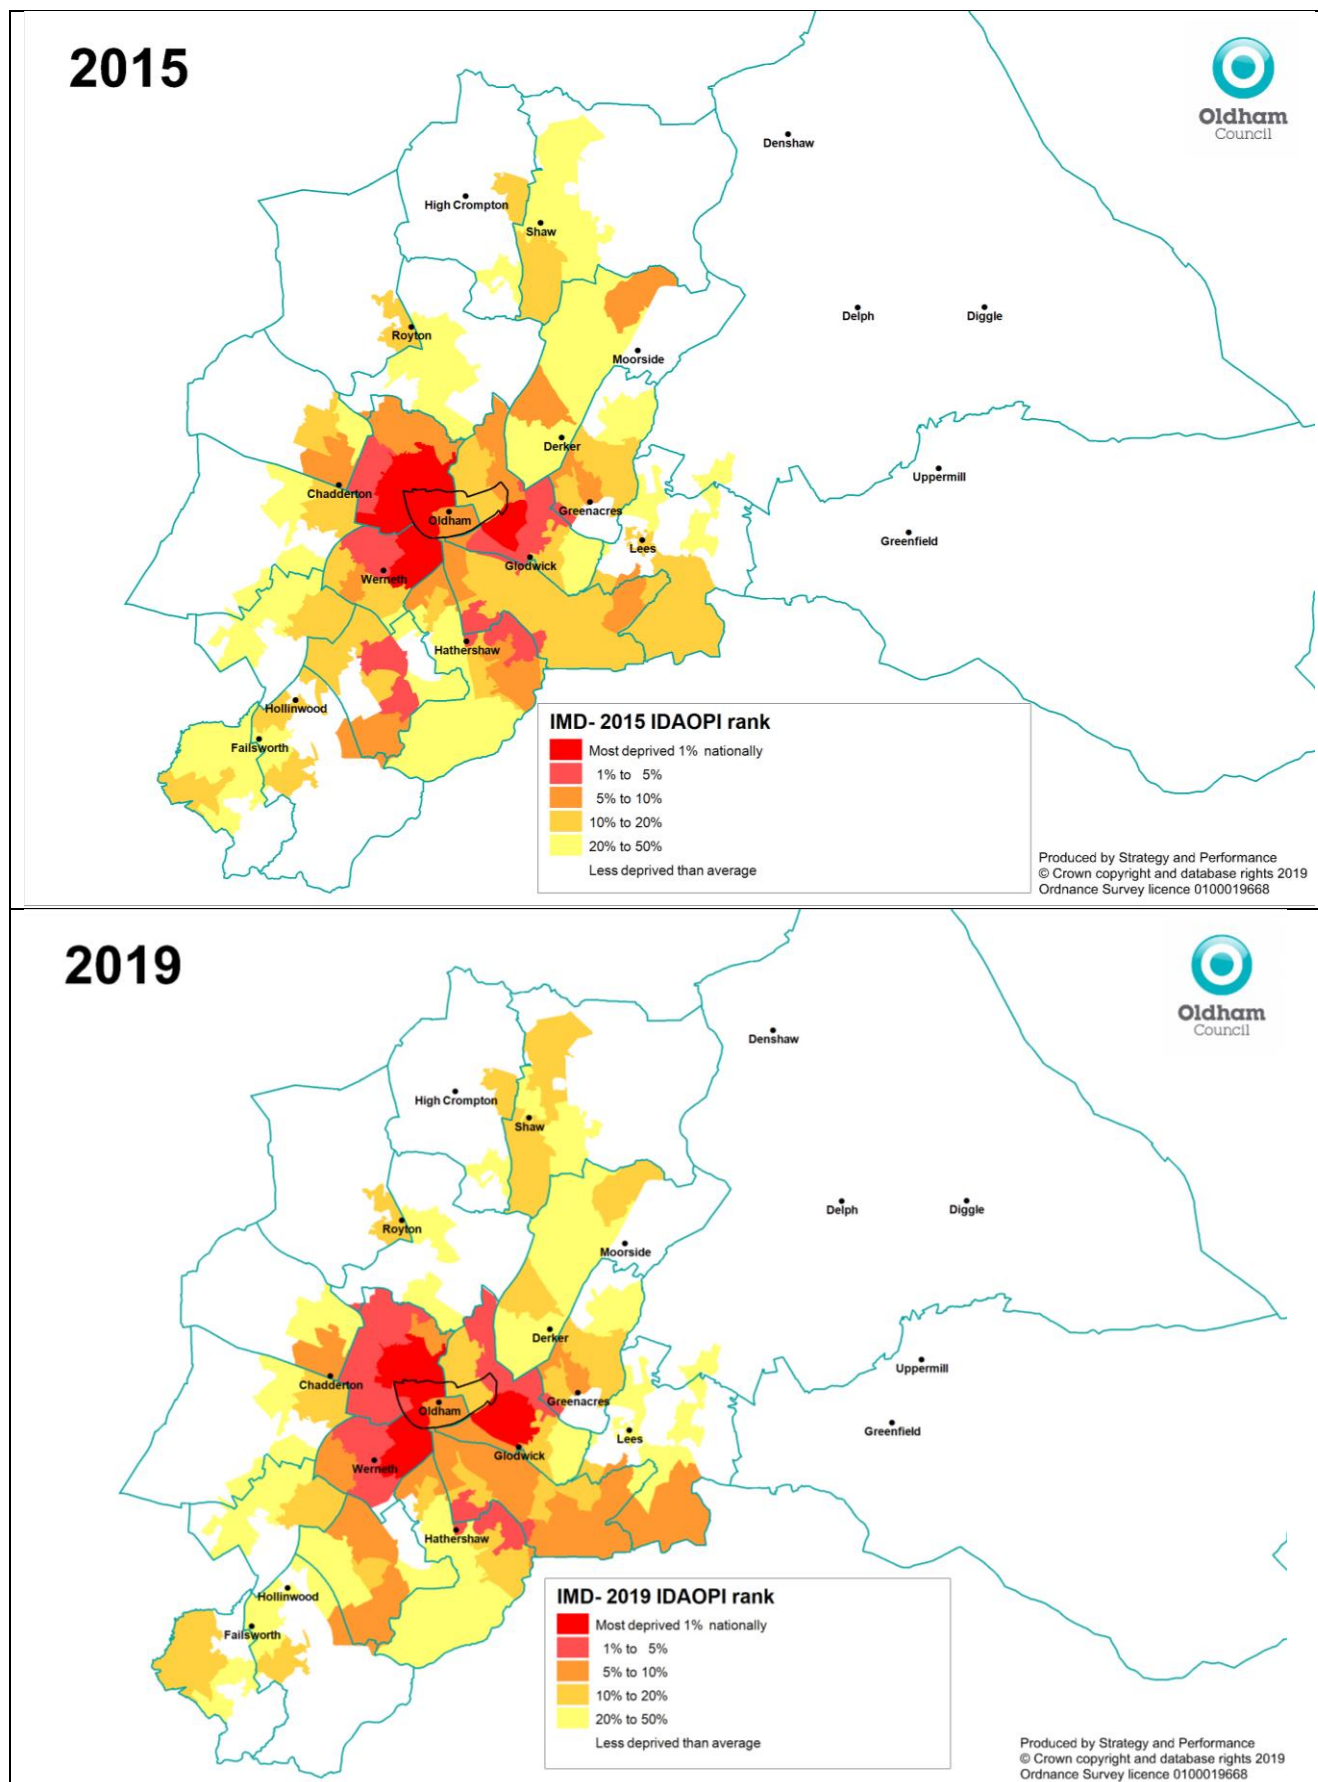 2015
Oldham
Council
Denshaw
High Crompton
Shaw
Delph
Diggle
Royton
Moorside
Derker
Uppermill
Chadderton
Greenacres
Oldham
Greenfield
Lees
Glodwick
Werneth
Hathershaw
Hollinwood
Failsworth
IMD- 2015 IDAOPI rank
Most deprived 1% nationally
1% to 5%
5% to 10%
10% to 20%
20% to 50%
Less deprived than average
Produced by Strategy and Performance
© Crown copyright and database rights 2019
Ordnance Survey licence 0100019668
2019
Oldham
Council
Denshaw
High Crompton
Shaw
Delph
Diggle
Royton
Moorside
Derker
Uppermill
Chadderton
Greenacres
Oldham
Greenfield
Lees
Glodwick
Werneth
Hathershaw
Hollinwood
Failsworth
IMD- 2019 IDAOPI rank
Most deprived 1% nationally
1% to 5%
5% to 10%
10% to 20%
20% to 50%
Less deprived than average
Produced by Strategy and Performance
© Crown copyright and database rights 2019
Ordnance Survey licence 0100019668